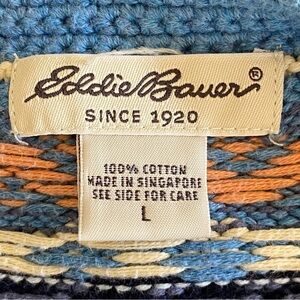 Eddie Bauer®
SINCE 1920
100% COTTON
MADE IN SINGAPORE
SEE SIDE FOR CARE
L